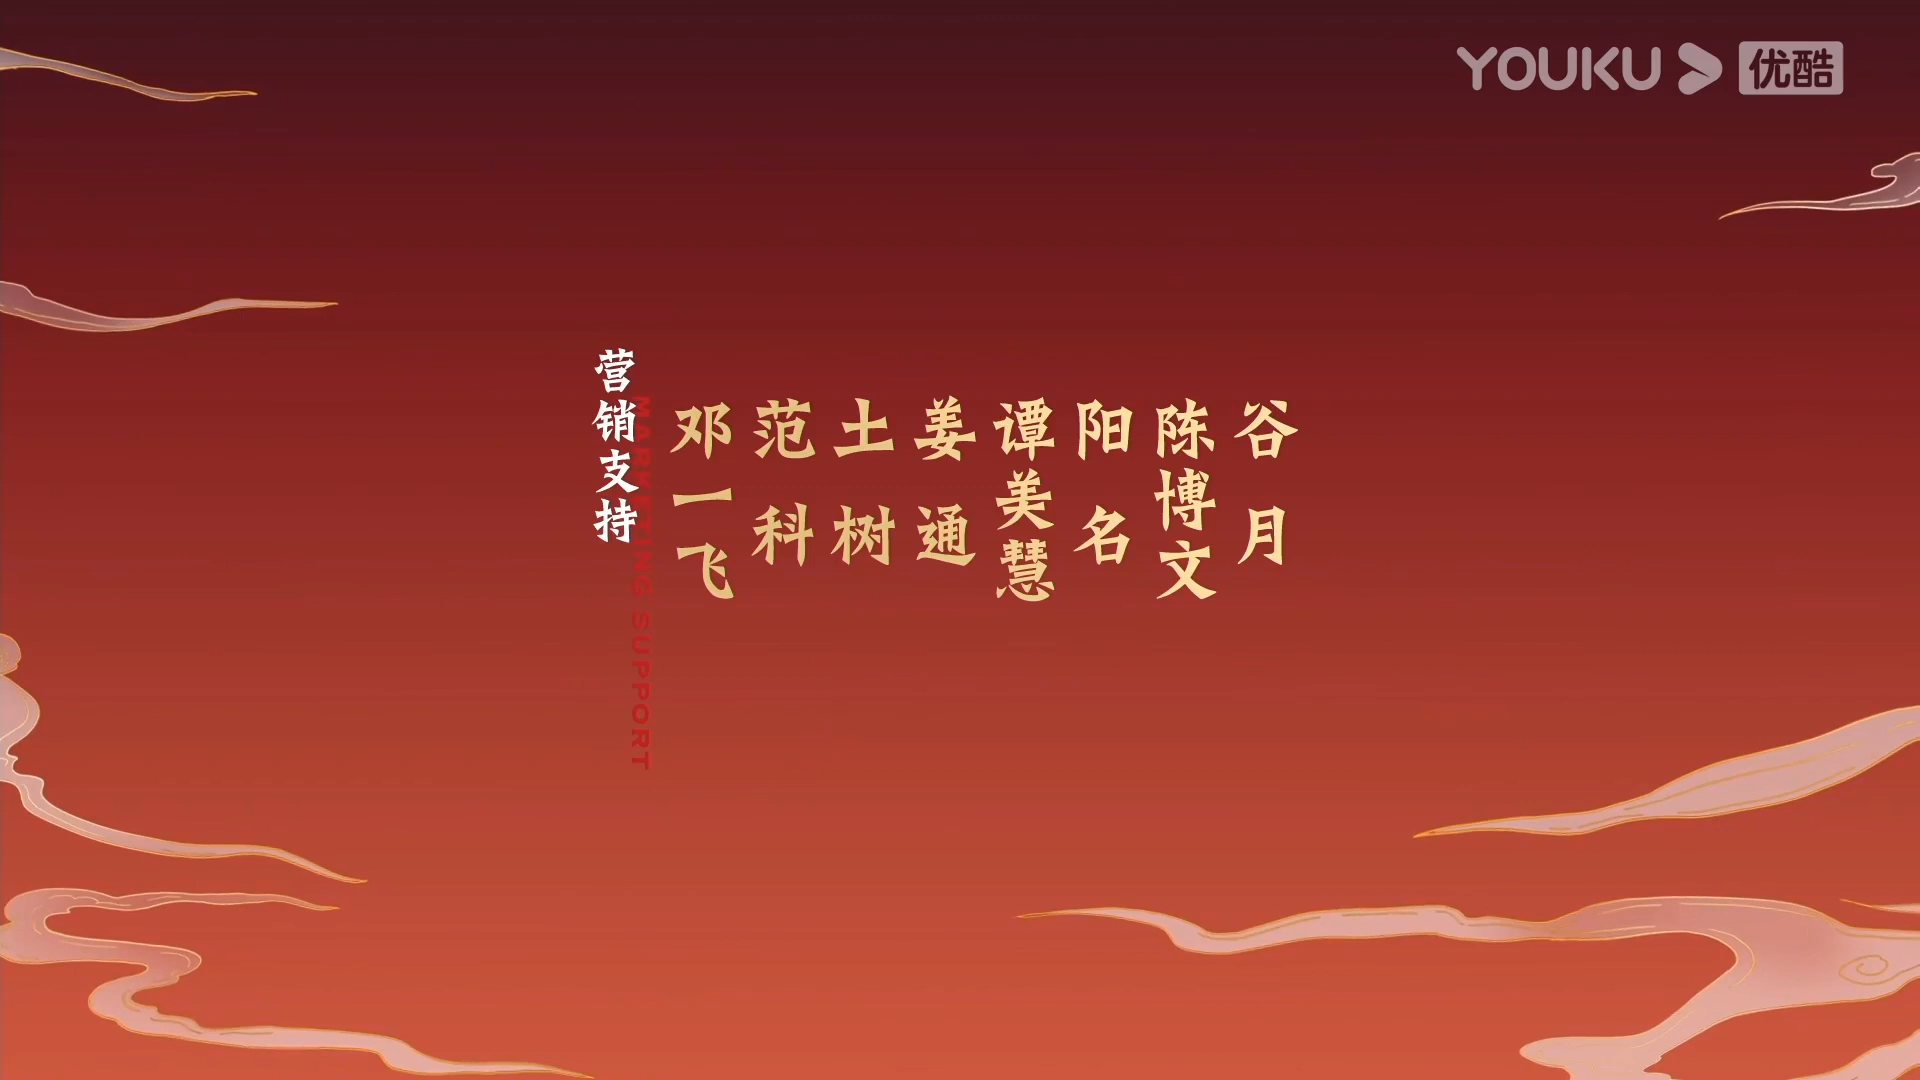 YOUKU 优酷
营销支持
MARKETING SUPPORT
邓一飞
范科
土树
姜通
谭美慧
阳名
陈博文
谷月